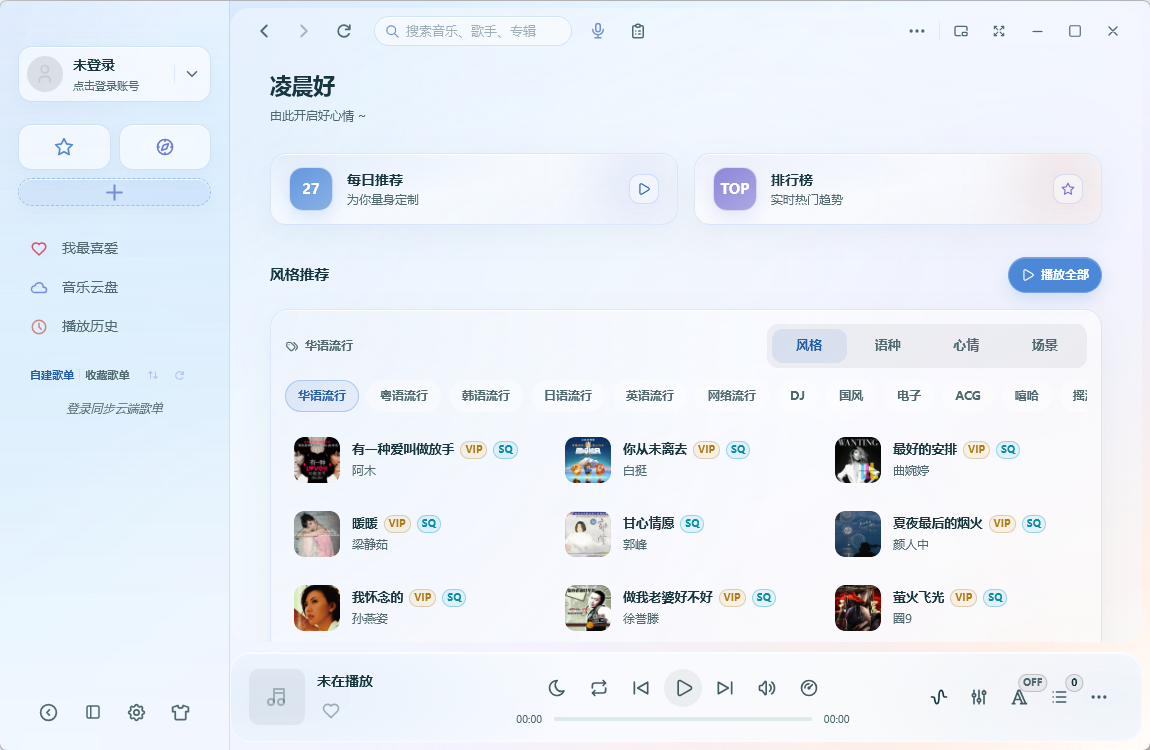 搜索音乐、歌手、专辑
未登录
点击登录账号
我最喜爱
音乐云盘
播放历史
自建歌单 收藏歌单
登录同步云端歌单
凌晨好
由此开启好心情 ~
27
每日推荐
为你量身定制
TOP
排行榜
实时热门趋势
风格推荐
播放全部
华语流行
风格 语种 心情 场景
华语流行 粤语流行 韩语流行 日语流行 英语流行 网络流行 DJ 国风 电子 ACG 嘻哈
有一种爱叫做放手 VIP SQ
阿木
你从未离去 VIP SQ
白挺
WANTING
最好的安排 VIP SQ
曲婉婷
暖暖 VIP SQ
梁静茹
甘心情愿 SQ
郭峰
夏夜最后的烟火 VIP SQ
颜人中
我怀念的 VIP SQ
孙燕姿
做我老婆好不好 VIP SQ
徐誉滕
萤火飞光 VIP SQ
圈9
未在播放
00:00
00:00
OFF
0